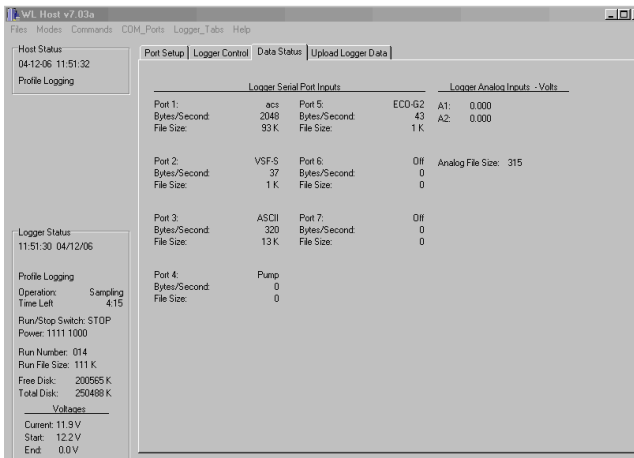 WL Host v7.03a
Files Modes Commands COM_Ports Logger_Tabs Help
Host Status
04-12-06 11:51:32
Profile Logging
Port Setup Logger Control Data Status Upload Logger Data
Logger Serial Port Inputs
Port 1: acs
Bytes/Second: 2048
File Size: 93 K
Port 2: VSF-S
Bytes/Second: 37
File Size: 1 K
Port 3: ASCII
Bytes/Second: 320
File Size: 13 K
Port 4: Pump
Bytes/Second: 0
File Size: 0
Port 5: ECO-G2
Bytes/Second: 43
File Size: 1 K
Port 6: Off
Bytes/Second: 0
File Size: 0
Port 7: Off
Bytes/Second: 0
File Size: 0
Logger Analog Inputs - Volts
A1: 0.000
A2: 0.000
Analog File Size: 315
Logger Status
11:51:30 04/12/06
Profile Logging
Operation: Sampling
Time Left 4:15
Run/Stop Switch: STOP
Power: 1111 1000
Run Number: 014
Run File Size: 111 K
Free Disk: 200565 K
Total Disk: 250488 K
Voltages
Current: 11.9 V
Start: 12.2 V
End: 0.0 V